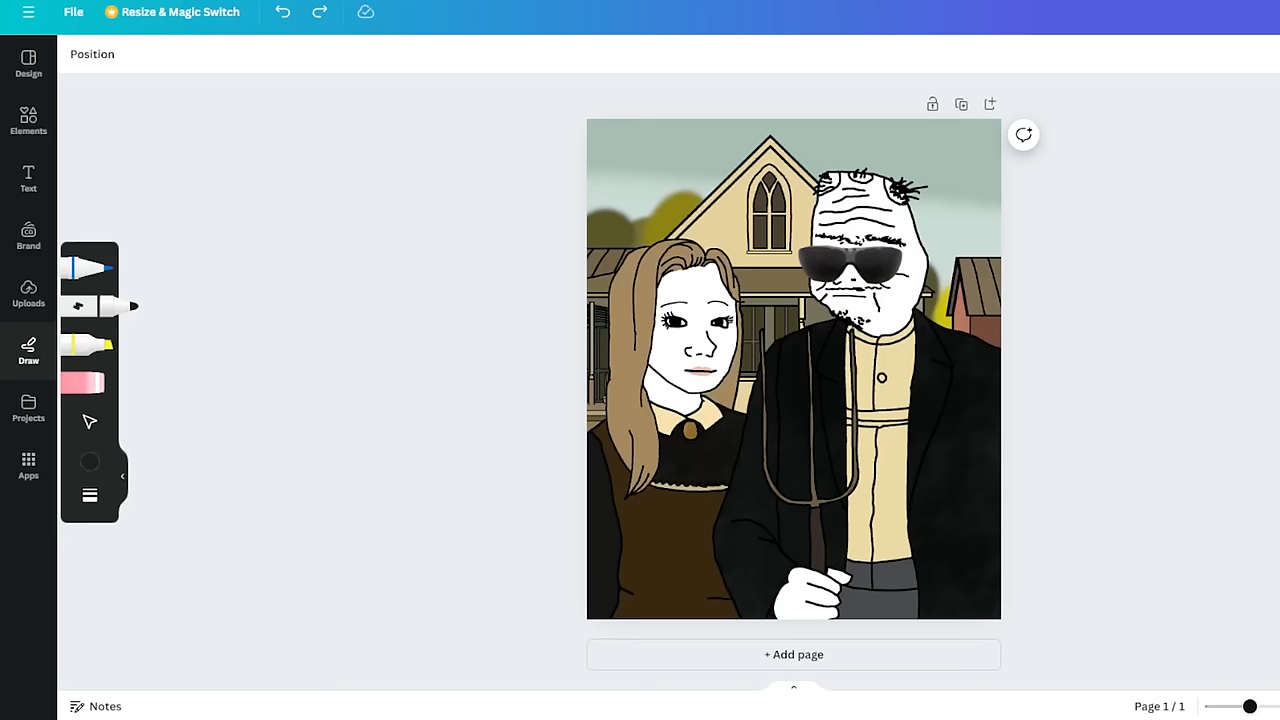 File
Resize & Magic Switch
Position
Design
Elements
Text
Brand
Uploads
Draw
Projects
Apps
+ Add page
Notes
Page 1 / 1